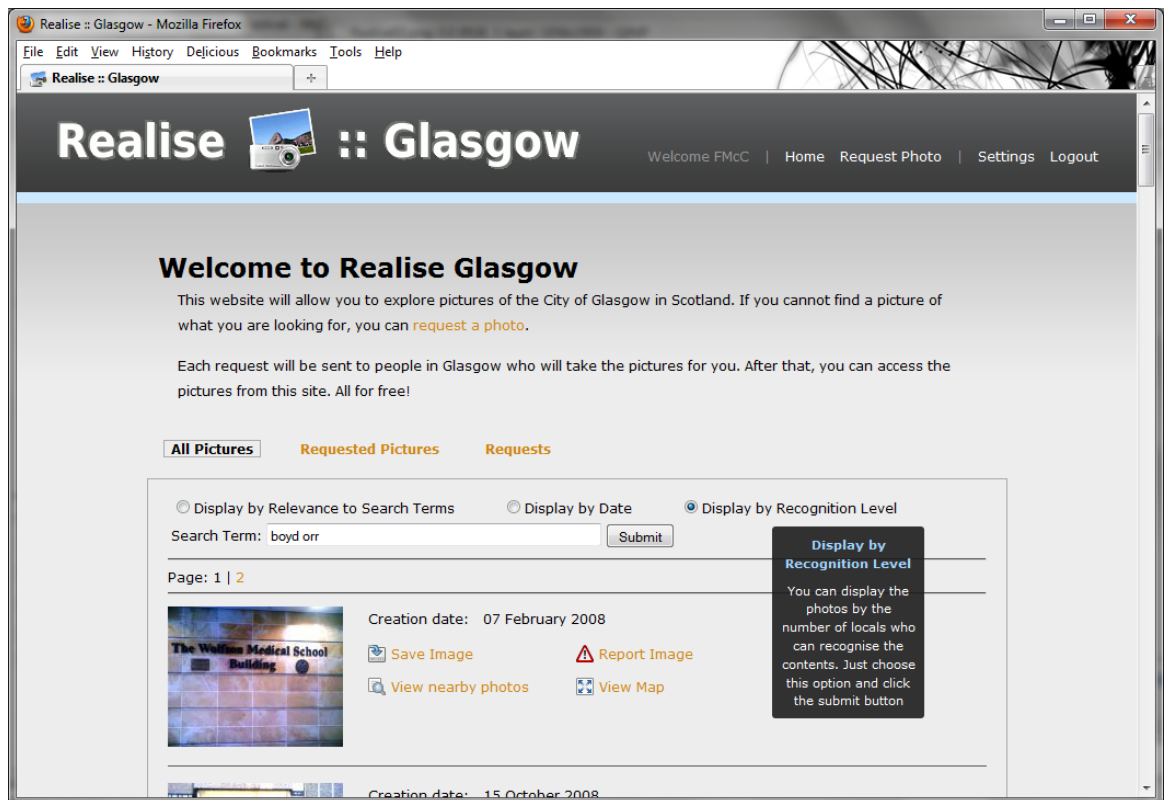 Realise :: Glasgow - Mozilla Firefox
File Edit View History Delicious Bookmarks Tools Help
Realise :: Glasgow
Realise :: Glasgow
Welcome FMcC | Home Request Photo | Settings Logout
Welcome to Realise Glasgow
This website will allow you to explore pictures of the City of Glasgow in Scotland. If you cannot find a picture of
what you are looking for, you can request a photo.
Each request will be sent to people in Glasgow who will take the pictures for you. After that, you can access the
pictures from this site. All for free!
All Pictures Requested Pictures Requests
Display by Relevance to Search Terms Display by Date Display by Recognition Level
Search Term: boyd orr Submit
Display by
Recognition Level
You can display the
photos by the
number of locals who
can recognise the
contents. Just choose
this option and click
the submit button
Page: 1 | 2
The Wolfson Medical School
Building
Creation date: 07 February 2008
Save Image Report Image
View nearby photos View Map
Creation date: 15 October 2008